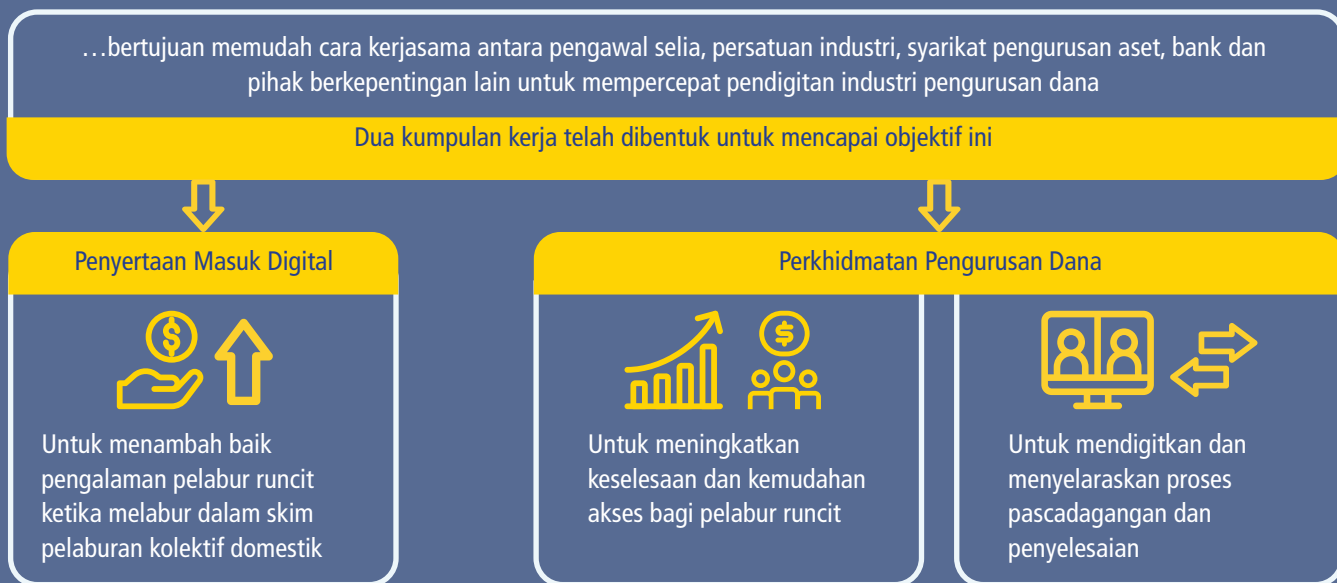 …bertujuan memudah cara kerjasama antara pengawal selia, persatuan industri, syarikat pengurusan aset, bank dan
pihak berkepentingan lain untuk mempercepat pendigitan industri pengurusan dana
Dua kumpulan kerja telah dibentuk untuk mencapai objektif ini
Penyertaan Masuk Digital
$
Untuk menambah baik
pengalaman pelabur runcit
ketika melabur dalam skim
pelaburan kolektif domestik
Perkhidmatan Pengurusan Dana
$
Untuk meningkatkan
keselesaan dan kemudahan
akses bagi pelabur runcit
Untuk mendigitkan dan
menyelaraskan proses
pascadagangan dan
penyelesaian